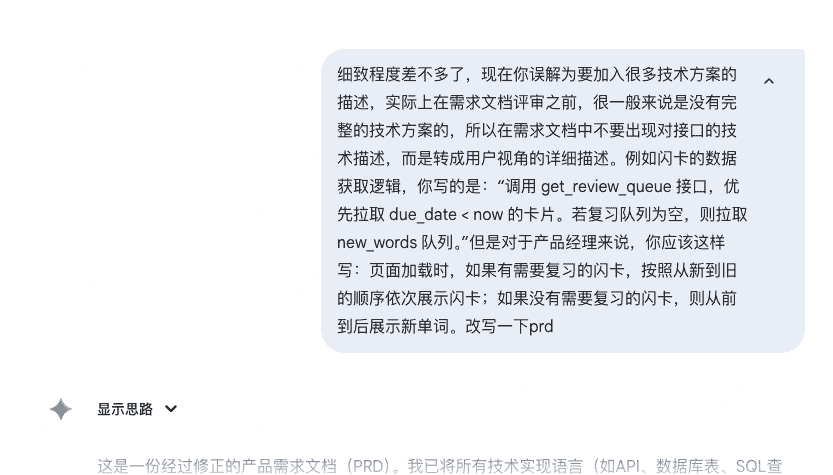 细致程度差不多了，现在你误解为要加入很多技术方案的
描述，实际上在需求文档评审之前，很一般来说是没有完
整的技术方案的，所以在需求文档中不要出现对接口的技
术描述，而是转成用户视角的详细描述。例如闪卡的数据
获取逻辑，你写的是：“调用 get_review_queue 接口，优
先拉取 due_date < now 的卡片。若复习队列为空，则拉取
new_words 队列。”但是对于产品经理来说，你应该这样
写：页面加载时，如果有需要复习的闪卡，按照从新到旧
的顺序依次展示闪卡；如果没有需要复习的闪卡，则从前
到后展示新单词。改写一下prd
显示思路
这是一份经过修正的产品需求文档（PRD）。我已将所有技术实现语言（如API、数据库表、SQL查